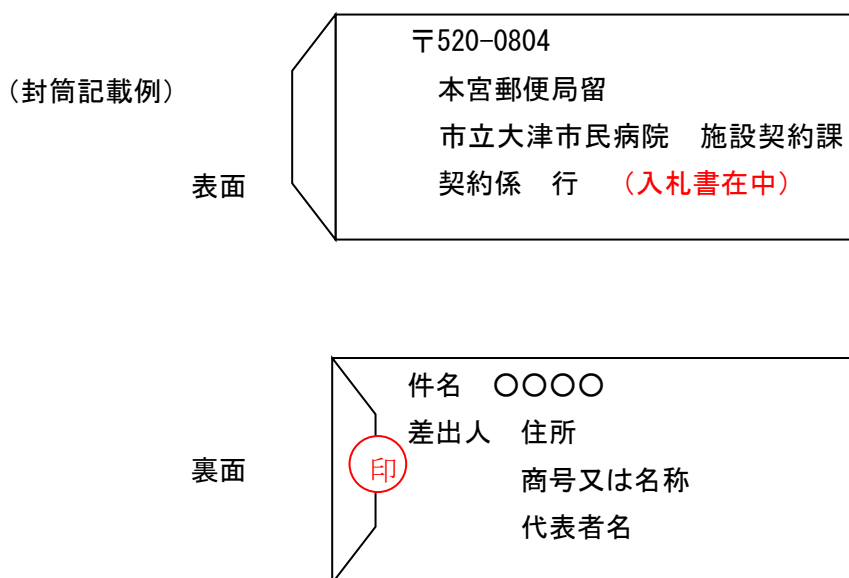 (封筒記載例)
表面
〒520-0804
本宮郵便局留
市立大津市民病院 施設契約課
契約係 行 (入札書在中)
裏面
件名 〇〇〇〇
差出人 住所
商号又は名称
代表者名
印